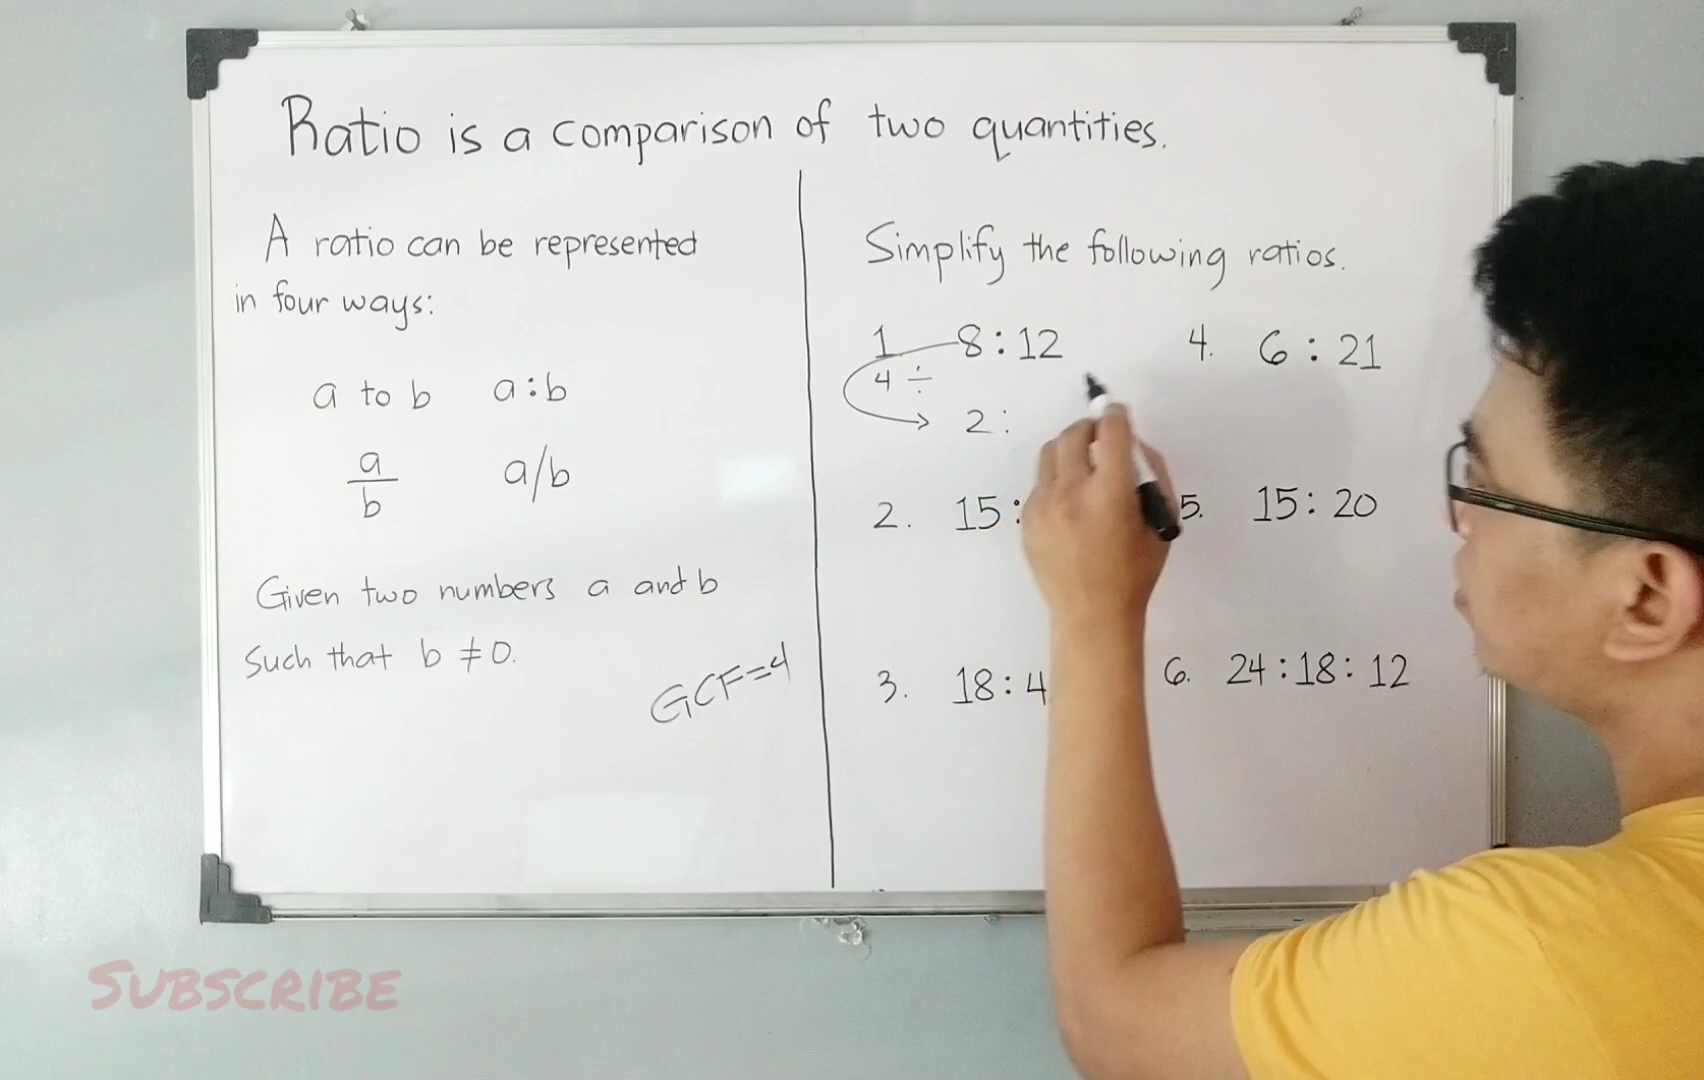 Ratio is a comparison of two quantities.
A ratio can be represented
in four ways:
a to b a:b
a/b a/b
Given two numbers a and b
such that b ≠ 0.
GCF=4
Simplify the following ratios.
1. 8:12
4 ÷
2:
2. 15:
3. 18:4
4. 6:21
5. 15:20
6. 24:18:12
SUBSCRIBE